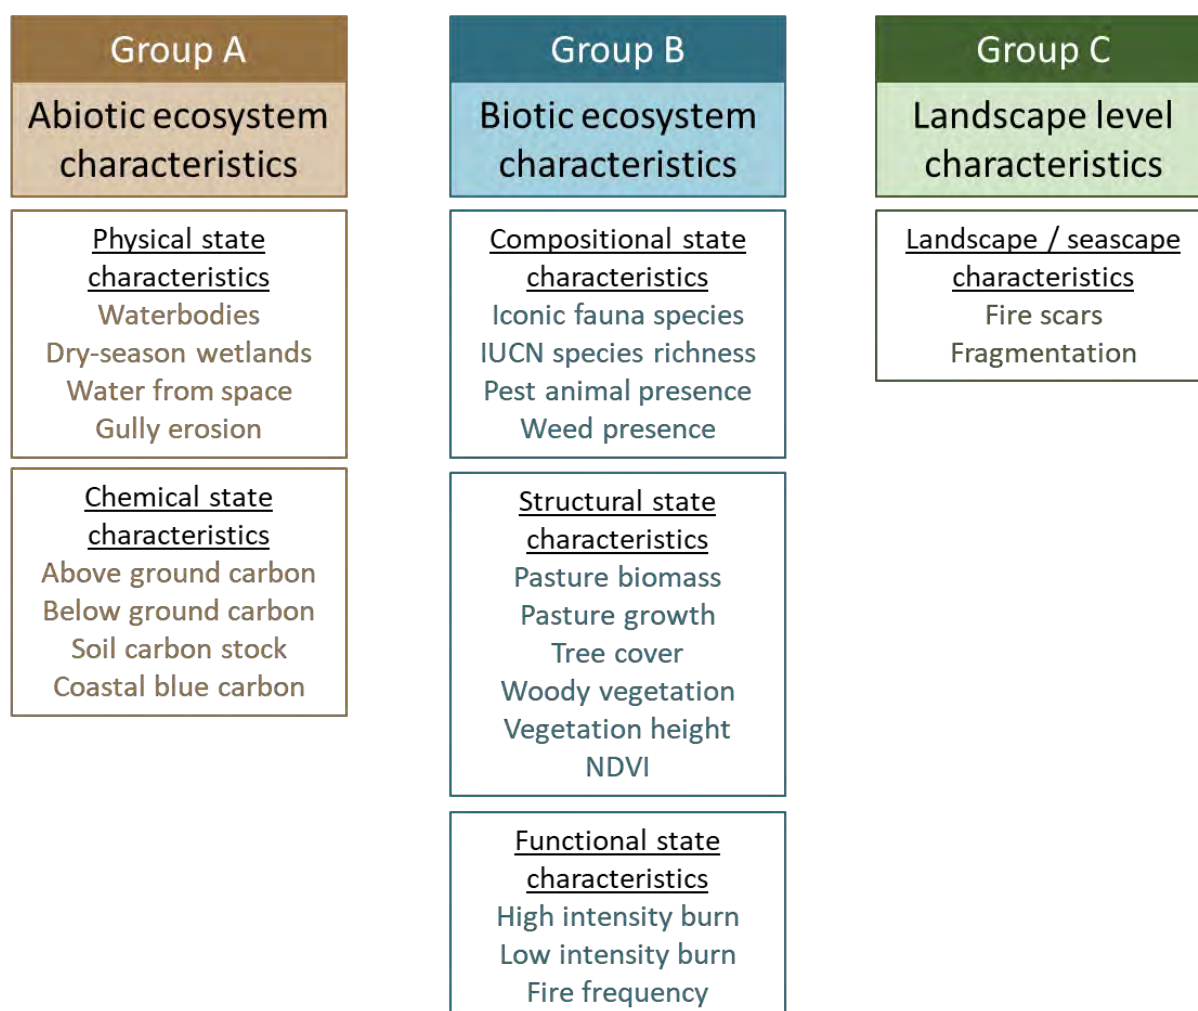 Group A
Abiotic ecosystem
characteristics
Physical state
characteristics
Waterbodies
Dry-season wetlands
Water from space
Gully erosion
Chemical state
characteristics
Above ground carbon
Below ground carbon
Soil carbon stock
Coastal blue carbon
Group B
Biotic ecosystem
characteristics
Compositional state
characteristics
Iconic fauna species
IUCN species richness
Pest animal presence
Weed presence
Structural state
characteristics
Pasture biomass
Pasture growth
Tree cover
Woody vegetation
Vegetation height
NDVI
Functional state
characteristics
High intensity burn
Low intensity burn
Fire frequency
Group C
Landscape level
characteristics
Landscape / seascape
characteristics
Fire scars
Fragmentation